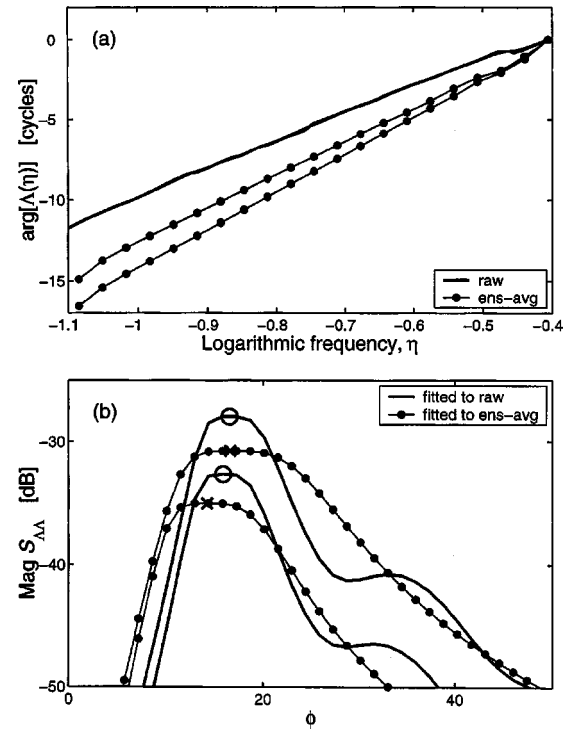 (a)
0
−5
−10
−15
arg[Λ(η)] [cycles]
raw
ens−avg
−1.1 −1 −0.9 −0.8 −0.7 −0.6 −0.5 −0.4
Logarithmic frequency, η
(b)
fitted to raw
fitted to ens−avg
−30
−40
−50
Mag SΛΛ [dB]
0 20 40
ϕ